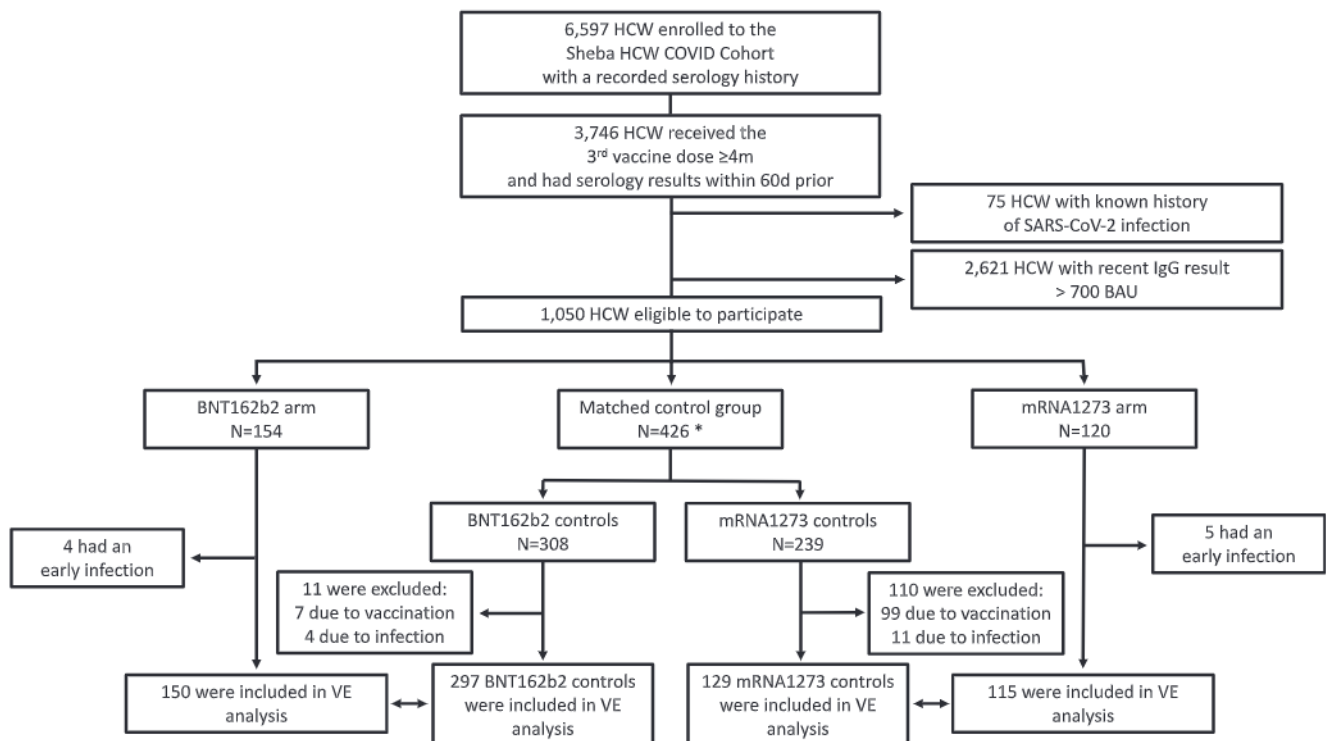 6,597 HCW enrolled to the
Sheba HCW COVID Cohort
with a recorded serology history
3,746 HCW received the
3rd vaccine dose ≥4m
and had serology results within 60d prior
75 HCW with known history
of SARS-CoV-2 infection
2,621 HCW with recent IgG result
> 700 BAU
1,050 HCW eligible to participate
BNT162b2 arm
N=154
Matched control group
N=426 *
mRNA1273 arm
N=120
BNT162b2 controls
N=308
mRNA1273 controls
N=239
4 had an
early infection
5 had an
early infection
11 were excluded:
7 due to vaccination
4 due to infection
110 were excluded:
99 due to vaccination
11 due to infection
150 were included in VE
analysis
297 BNT162b2 controls
were included in VE
analysis
129 mRNA1273 controls
were included in VE
analysis
115 were included in VE
analysis